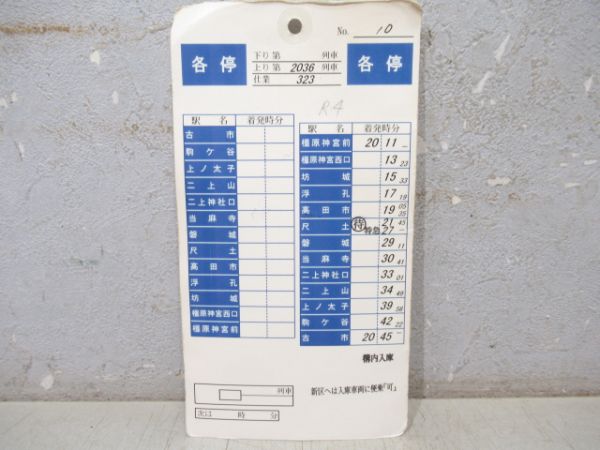 No. 10
各停
下り第 列車
上り第 2036 列車
仕業 323
各停
R4
駅名 着発時分
古市
駒ケ谷
上ノ太子
二上山
二上神社口
当麻寺
磐城
尺土
高田市
浮孔
坊城
橿原神宮西口
橿原神宮前
駅名 着発時分
橿原神宮前 20 11 —
橿原神宮西口 13 23
坊城 15 33
浮孔 17 19
高田市 19 05 35
尺土 待 21 45
特急 27 —
磐城 29 11
当麻寺 30 41
二上神社口 33 01
二上山 34 49
上ノ太子 39 58
駒ケ谷 42 22
古市 20 45 —
構内入庫
列車
次は 時 分
新区へは入庫車両に便乗「可」